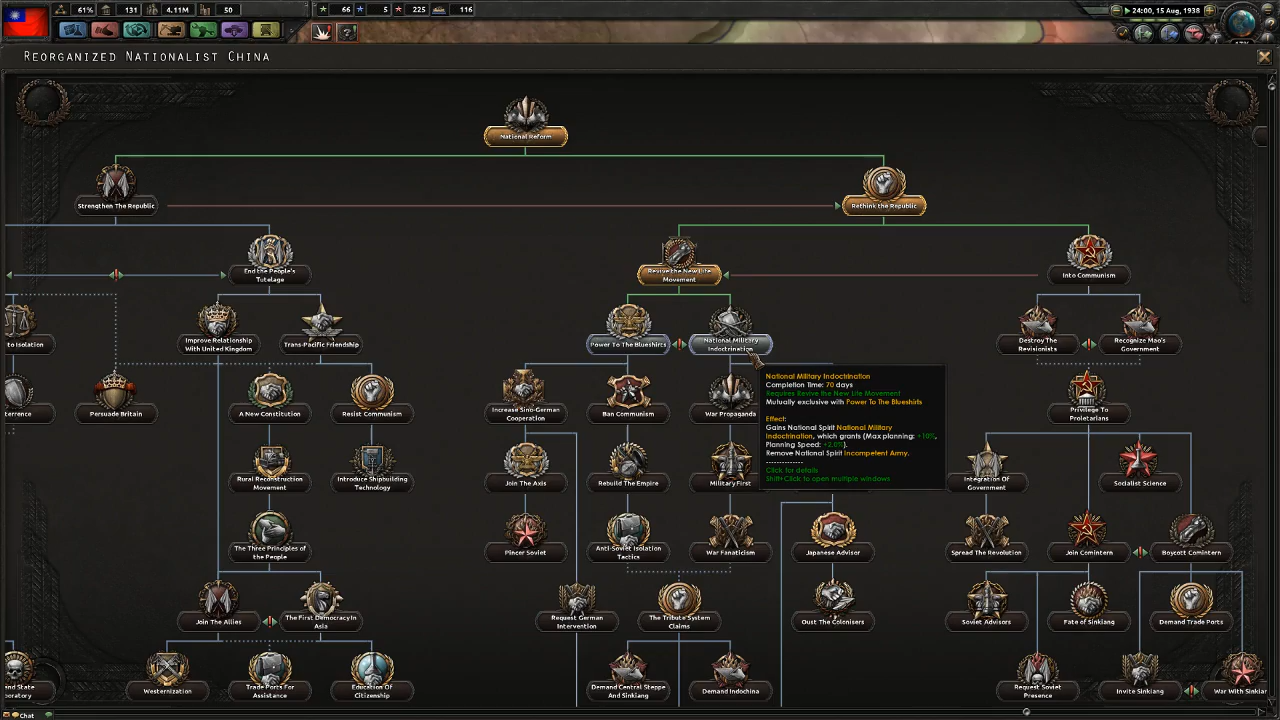 61%
131
4.11M
50
66
5
225
116
24:00, 15 Aug, 1938
REORGANIZED NATIONALIST CHINA
National Reform
Strengthen The Republic
Rethink the Republic
End the People's
Tutelage
Revive the New Life
Movement
Into Communism
to Isolation
Improve Relationship
With United Kingdom
Trans-Pacific Friendship
Power To The Blueshirts
National Military
Indoctrination
Destroy The
Revisionists
Recognize Mao's
Government
National Military Indoctrination
Completion Time: 70 days
Requires Revive the New Life Movement
Mutually exclusive with Power To The Blueshirts
Effect:
Gains National Spirit National Military
Indoctrination, which grants (Max planning: +10%,
Planning Speed: +2.0%).
Remove National Spirit Incompetent Army.
--------------
Click for details
Shift+Click to open multiple windows
terrence
Persuade Britain
A New Constitution
Resist Communism
Increase Sino-German
Cooperation
Ban Communism
War Propaganda
Privilege To
Proletarians
Rural Reconstruction
Movement
Introduce Shipbuilding
Technology
Join The Axis
Rebuild The Empire
Military First
Integration Of
Government
Socialist Science
The Three Principles of
the People
Pincer Soviet
Anti-Soviet Isolation
Tactics
War Fanaticism
Japanese Advisor
Spread The Revolution
Join Comintern
Boycott Comintern
Join The Allies
The First Democracy In
Asia
Request German
Intervention
The Tribute System
Claims
Oust The Colonisers
Soviet Advisors
Fate of Sinkiang
Demand Trade Ports
and State
boratory
Westernization
Trade Ports For
Assistance
Education Of
Citizenship
Demand Central Steppe
And Sinkiang
Demand Indochina
Request Soviet
Presence
Invite Sinkiang
War With Sinkian
Chat